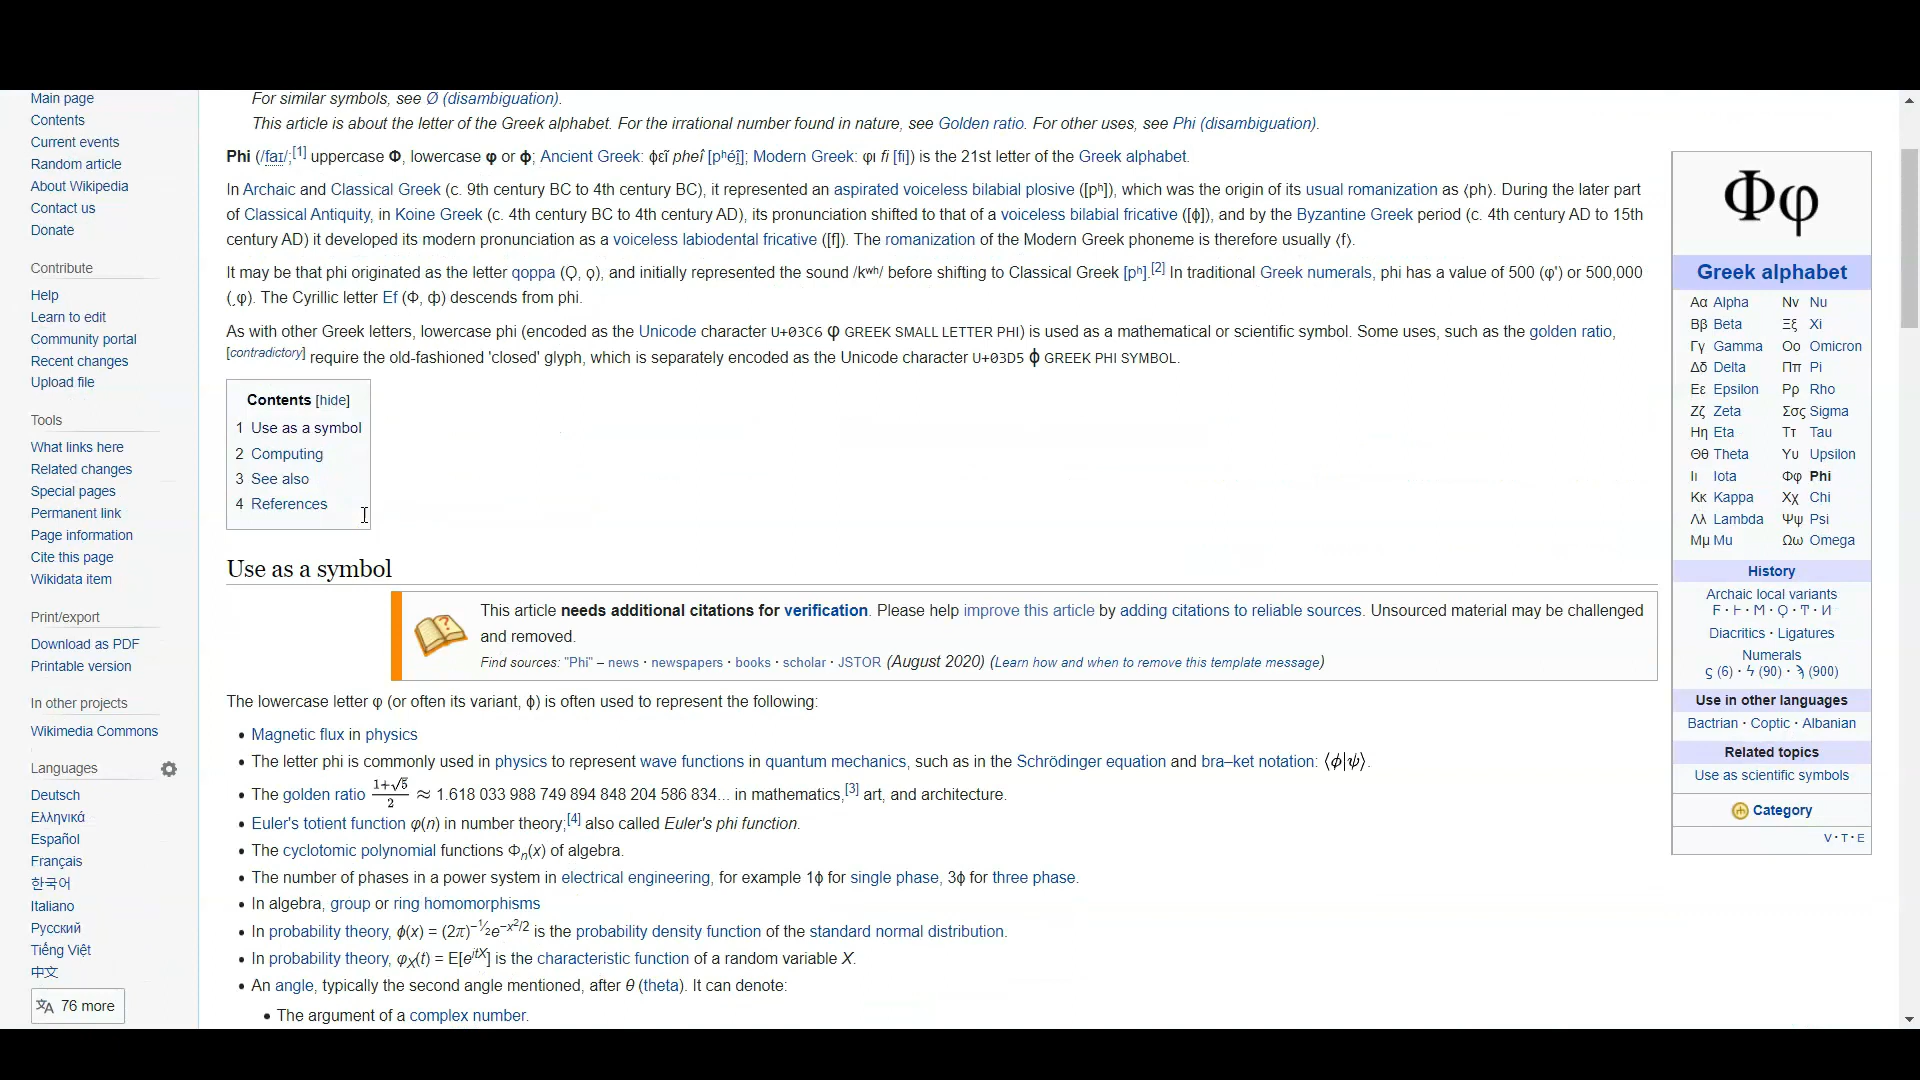 Main page
Contents
Current events
Random article
About Wikipedia
Contact us
Donate
Contribute
Help
Learn to edit
Community portal
Recent changes
Upload file
Tools
What links here
Related changes
Special pages
Permanent link
Page information
Cite this page
Wikidata item
Print/export
Download as PDF
Printable version
In other projects
Wikimedia Commons
Languages
Deutsch
Ελληνικά
Español
Français
한국어
Italiano
Русский
Tiếng Việt
中文
76 more
For similar symbols, see Ø (disambiguation).
This article is about the letter of the Greek alphabet. For the irrational number found in nature, see Golden ratio. For other uses, see Phi (disambiguation).
Phi (/faɪ/;[1] uppercase Φ, lowercase φ or ϕ; Ancient Greek: ϕεῖ pheî [pʰéî̯]; Modern Greek: φι fi [fi]) is the 21st letter of the Greek alphabet.
In Archaic and Classical Greek (c. 9th century BC to 4th century BC), it represented an aspirated voiceless bilabial plosive ([pʰ]), which was the origin of its usual romanization as ⟨ph⟩. During the later part
of Classical Antiquity, in Koine Greek (c. 4th century BC to 4th century AD), its pronunciation shifted to that of a voiceless bilabial fricative ([ɸ]), and by the Byzantine Greek period (c. 4th century AD to 15th
century AD) it developed its modern pronunciation as a voiceless labiodental fricative ([f]). The romanization of the Modern Greek phoneme is therefore usually ⟨f⟩.
It may be that phi originated as the letter qoppa (Ϙ, ϙ), and initially represented the sound /kʷʰ/ before shifting to Classical Greek [pʰ].[2] In traditional Greek numerals, phi has a value of 500 (φʹ) or 500,000
(͵φ). The Cyrillic letter Ef (Ф, ф) descends from phi.
As with other Greek letters, lowercase phi (encoded as the Unicode character U+03C6 φ GREEK SMALL LETTER PHI) is used as a mathematical or scientific symbol. Some uses, such as the golden ratio,
[contradictory] require the old-fashioned 'closed' glyph, which is separately encoded as the Unicode character U+03D5 ϕ GREEK PHI SYMBOL.
Contents [hide]
1 Use as a symbol
2 Computing
3 See also
4 References
Use as a symbol
This article needs additional citations for verification. Please help improve this article by adding citations to reliable sources. Unsourced material may be challenged
and removed.
Find sources: "Phi" – news · newspapers · books · scholar · JSTOR (August 2020) (Learn how and when to remove this template message)
The lowercase letter φ (or often its variant, ϕ) is often used to represent the following:
• Magnetic flux in physics
• The letter phi is commonly used in physics to represent wave functions in quantum mechanics, such as in the Schrödinger equation and bra–ket notation: ⟨ϕ|ψ⟩.
• The golden ratio (1+√5)/2 ≈ 1.618 033 988 749 894 848 204 586 834... in mathematics,[3] art, and architecture.
• Euler's totient function φ(n) in number theory;[4] also called Euler's phi function.
• The cyclotomic polynomial functions Φn(x) of algebra.
• The number of phases in a power system in electrical engineering, for example 1ϕ for single phase, 3ϕ for three phase.
• In algebra, group or ring homomorphisms
• In probability theory, ϕ(x) = (2π)−½e−x²/2 is the probability density function of the standard normal distribution.
• In probability theory, φX(t) = E[eitX] is the characteristic function of a random variable X.
• An angle, typically the second angle mentioned, after θ (theta). It can denote:
• The argument of a complex number.
Φφ
Greek alphabet
Αα Alpha Νν Nu
Ββ Beta Ξξ Xi
Γγ Gamma Οο Omicron
Δδ Delta Ππ Pi
Εε Epsilon Ρρ Rho
Ζζ Zeta Σσς Sigma
Ηη Eta Ττ Tau
Θθ Theta Υυ Upsilon
Ιι Iota Φφ Phi
Κκ Kappa Χχ Chi
Λλ Lambda Ψψ Psi
Μμ Mu Ωω Omega
History
Archaic local variants
Ϝ · Ͱ · Ϻ · Ϙ · Ͳ · Ͷ
Diacritics · Ligatures
Numerals
ϛ (6) · ϟ (90) · ϡ (900)
Use in other languages
Bactrian · Coptic · Albanian
Related topics
Use as scientific symbols
Category
V · T · E